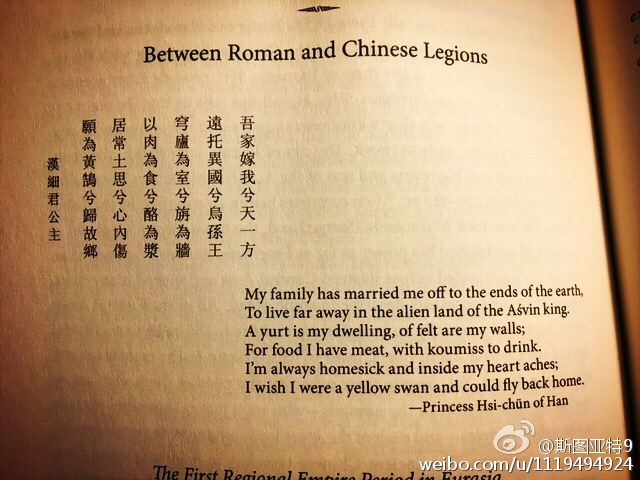 Between Roman and Chinese Legions
吾家嫁我兮天一方
遠托異國兮烏孫王
穹廬為室兮旃為牆
以肉為食兮酪為漿
居常土思兮心內傷
願為黃鵠兮歸故鄉
漢細君公主
My family has married me off to the ends of the earth,
To live far away in the alien land of the Aśvin king.
A yurt is my dwelling, of felt are my walls;
For food I have meat, with koumiss to drink.
I'm always homesick and inside my heart aches;
I wish I were a yellow swan and could fly back home.
—Princess Hsi-chün of Han
The First Regional Empire Period in Eurasia
@斯图亚特9
weibo.com/u/1119494924